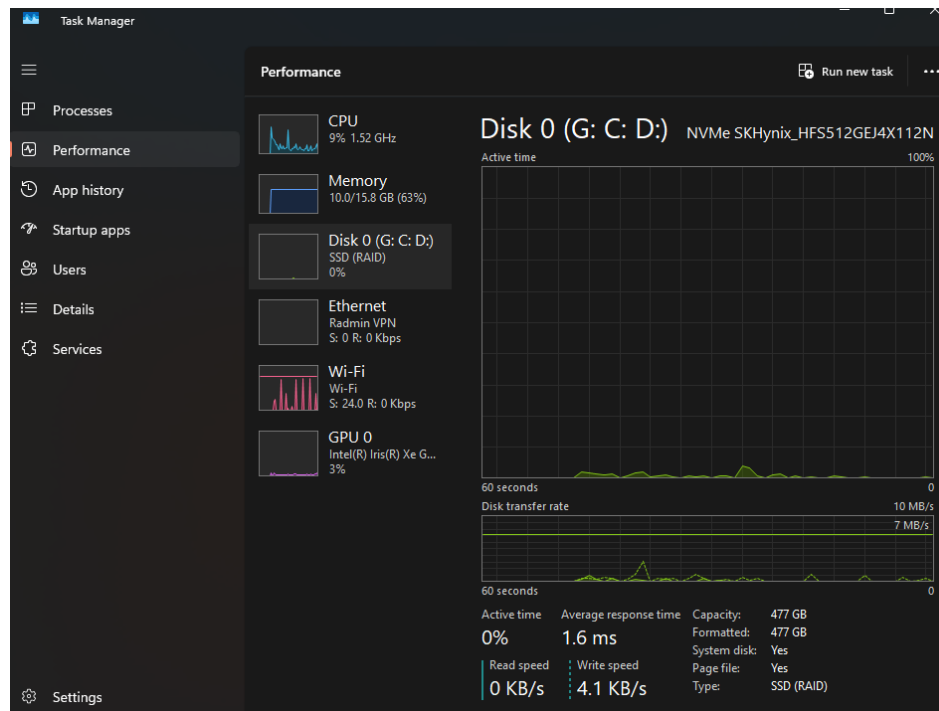 Task Manager
Performance
Run new task
Processes
Performance
App history
Startup apps
Users
Details
Services
Settings
CPU
9% 1.52 GHz
Memory
10.0/15.8 GB (63%)
Disk 0 (G: C: D:)
SSD (RAID)
0%
Ethernet
Radmin VPN
S: 0 R: 0 Kbps
Wi-Fi
Wi-Fi
S: 24.0 R: 0 Kbps
GPU 0
Intel(R) Iris(R) Xe G...
3%
Disk 0 (G: C: D:) NVMe SKHynix_HFS512GEJ4X112N
Active time 100%
60 seconds 0
Disk transfer rate 10 MB/s
7 MB/s
60 seconds 0
Active time
0%
Average response time
1.6 ms
Read speed
0 KB/s
Write speed
4.1 KB/s
Capacity: 477 GB
Formatted: 477 GB
System disk: Yes
Page file: Yes
Type: SSD (RAID)